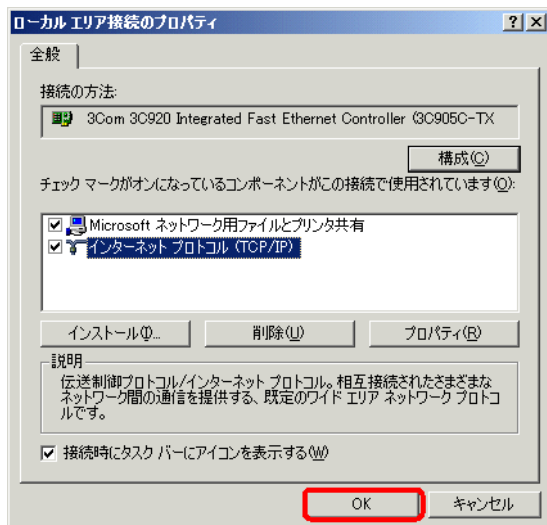 ローカル エリア接続のプロパティ
全般
接続の方法:
3Com 3C920 Integrated Fast Ethernet Controller (3C905C-TX
構成(C)
チェック マークがオンになっているコンポーネントがこの接続で使用されています(O):
Microsoft ネットワーク用ファイルとプリンタ共有
インターネット プロトコル (TCP/IP)
インストール(I)...
削除(U)
プロパティ(R)
説明
伝送制御プロトコル/インターネット プロトコル。相互接続されたさまざまな
ネットワーク間の通信を提供する、既定のワイド エリア ネットワーク プロトコ
ルです。
接続時にタスク バーにアイコンを表示する(W)
OK
キャンセル